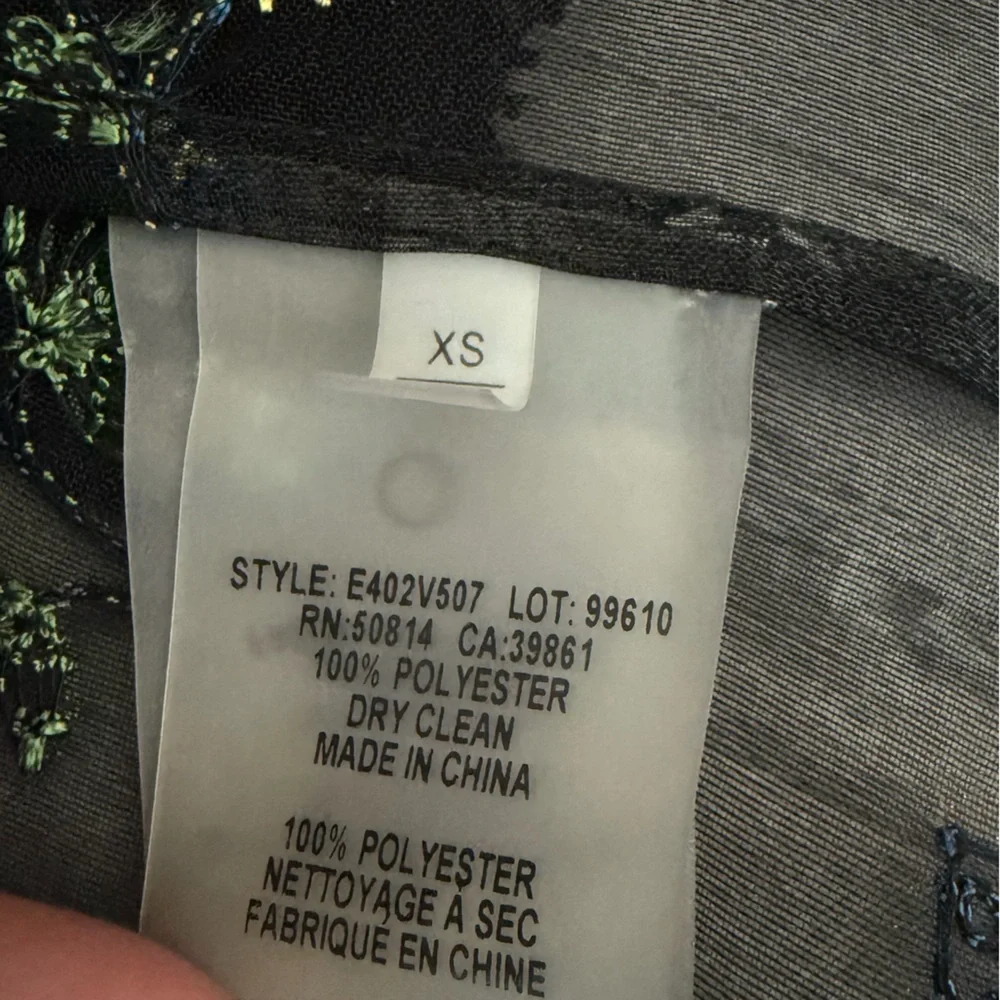 XS
STYLE: E402V507 LOT: 99610
RN:50814 CA:39861
100% POLYESTER
DRY CLEAN
MADE IN CHINA
100% POLYESTER
NETTOYAGE À SEC
FABRIQUÉ EN CHINE